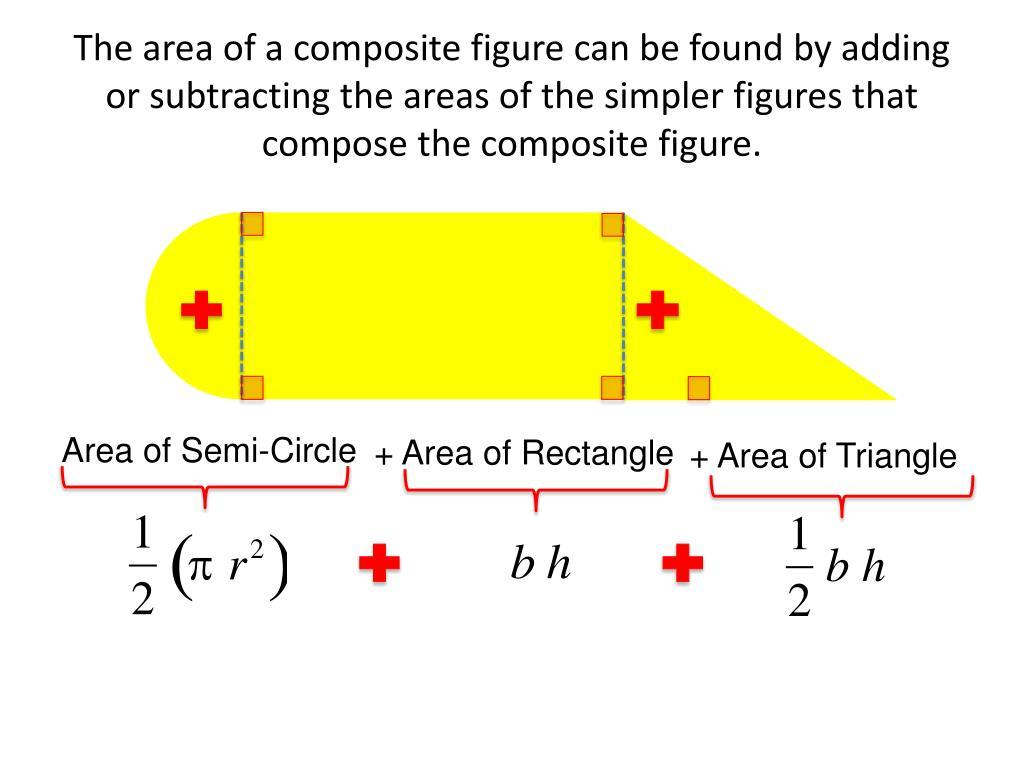 The area of a composite figure can be found by adding
or subtracting the areas of the simpler figures that
compose the composite figure.
Area of Semi-Circle + Area of Rectangle + Area of Triangle
1/2 (π r²) + b h + 1/2 b h